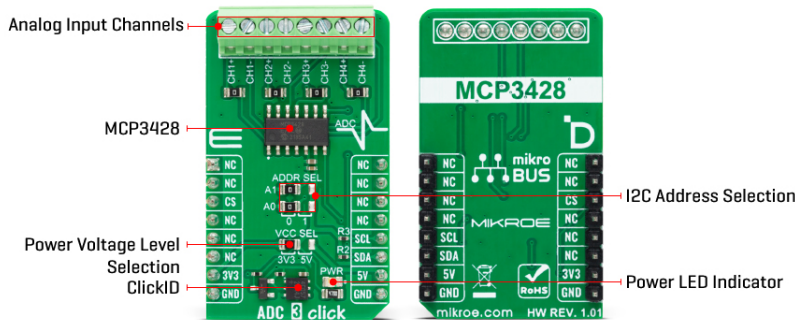 Analog Input Channels
CH1+ CH1- CH2+ CH2- CH3+ CH3- CH4+ CH4-
MCP3428
ADC
ADDR SEL
A1
A0
0 1
VCC SEL
3V3 5V
Power Voltage Level
Selection
ClickID
NC
NC
CS
NC
NC
NC
3V3
GND
NC
NC
NC
NC
SCL
SDA
5V
GND
R3
R2
PWR
ADC 3 click
MCP3428
mikro
BUS
MIKROE
RoHS
NC
NC
NC
NC
SCL
SDA
5V
GND
NC
NC
CS
NC
NC
NC
3V3
GND
mikroe.com HW REV. 1.01
I2C Address Selection
Power LED Indicator